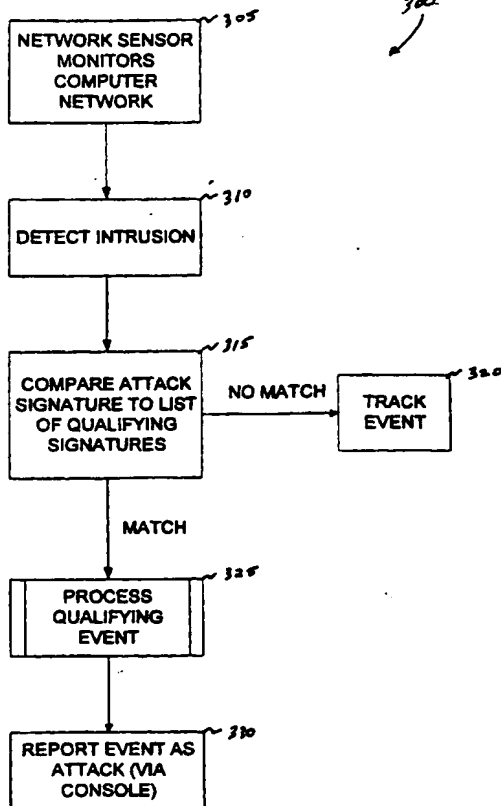 305
NETWORK SENSOR
MONITORS
COMPUTER
NETWORK
310
DETECT INTRUSION
315
COMPARE ATTACK
SIGNATURE TO LIST
OF QUALIFYING
SIGNATURES
NO MATCH
320
TRACK
EVENT
MATCH
325
PROCESS
QUALIFYING
EVENT
330
REPORT EVENT AS
ATTACK (VIA
CONSOLE)